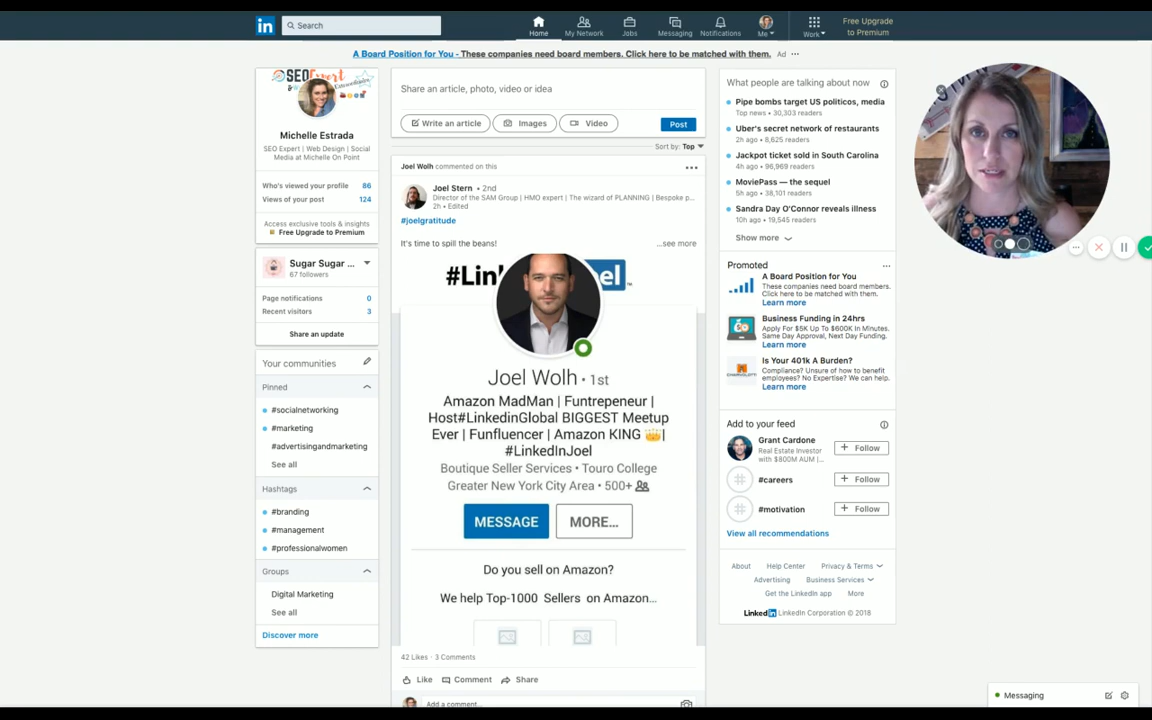 in
Search
Home
My Network
Jobs
Messaging
Notifications
Me
Work
Free Upgrade
to Premium
A Board Position for You - These companies need board members. Click here to be matched with them. Ad
SEO Expert
Michelle Estrada
SEO Expert | Web Design | Social
Media at Michelle On Point
Who's viewed your profile 86
Views of your post 124
Access exclusive tools & insights
Free Upgrade to Premium
Sugar Sugar ...
67 followers
Page notifications 0
Recent visitors 3
Share an update
Your communities
Pinned
#socialnetworking
#marketing
#advertisingandmarketing
See all
Hashtags
#branding
#management
#professionalwomen
Groups
Digital Marketing
See all
Discover more
Share an article, photo, video or idea
Write an article
Images
Video
Post
Sort by: Top
Joel Wolh commented on this
Joel Stern • 2nd
Director of the SAM Group | HMO expert | The wizard of PLANNING | Bespoke p...
2h • Edited
#joelgratitude
It's time to spill the beans!
...see more
#Lin
el
Joel Wolh • 1st
Amazon MadMan | Funtrepeneur |
Host#LinkedinGlobal BIGGEST Meetup
Ever | Funfluencer | Amazon KING 👑|
#LinkedInJoel
Boutique Seller Services • Touro College
Greater New York City Area • 500+
MESSAGE
MORE...
Do you sell on Amazon?
We help Top-1000 Sellers on Amazon...
42 Likes · 3 Comments
Like
Comment
Share
Add a comment...
What people are talking about now
Pipe bombs target US politicos, media
Top news • 30,303 readers
Uber's secret network of restaurants
2h ago • 8,625 readers
Jackpot ticket sold in South Carolina
4h ago • 96,969 readers
MoviePass — the sequel
5h ago • 38,101 readers
Sandra Day O'Connor reveals illness
10h ago • 19,545 readers
Show more
Promoted
A Board Position for You
These companies need board members.
Click here to be matched with them.
Learn more
Business Funding in 24hrs
Apply For $5K Up To $600K In Minutes.
Same Day Approval, Next Day Funding.
Learn more
Is Your 401k A Burden?
Compliance? Unsure of how to benefit
employees? No Expertise? We can help.
Learn more
Add to your feed
Grant Cardone
Real Estate Investor
with $800M AUM |...
+ Follow
#careers
+ Follow
#motivation
+ Follow
View all recommendations
About
Help Center
Privacy & Terms
Advertising
Business Services
Get the LinkedIn app
More
Linkedin LinkedIn Corporation © 2018
Messaging